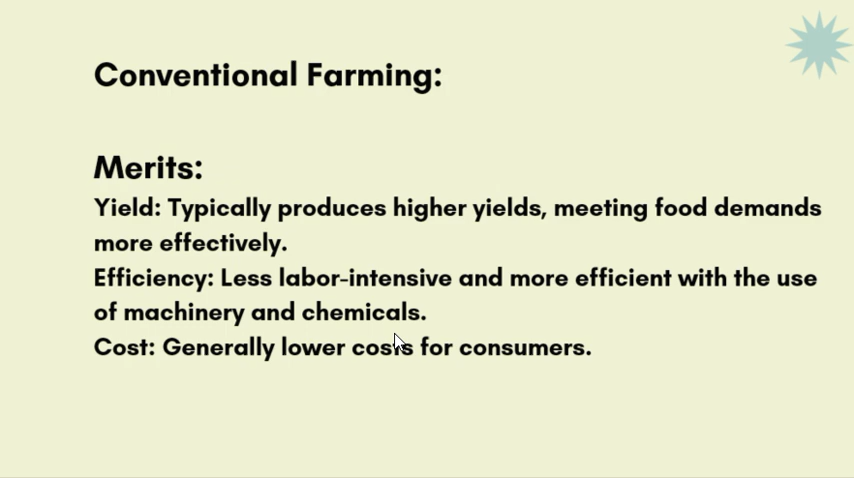 Conventional Farming:
Merits:
Yield: Typically produces higher yields, meeting food demands
more effectively.
Efficiency: Less labor-intensive and more efficient with the use
of machinery and chemicals.
Cost: Generally lower costs for consumers.